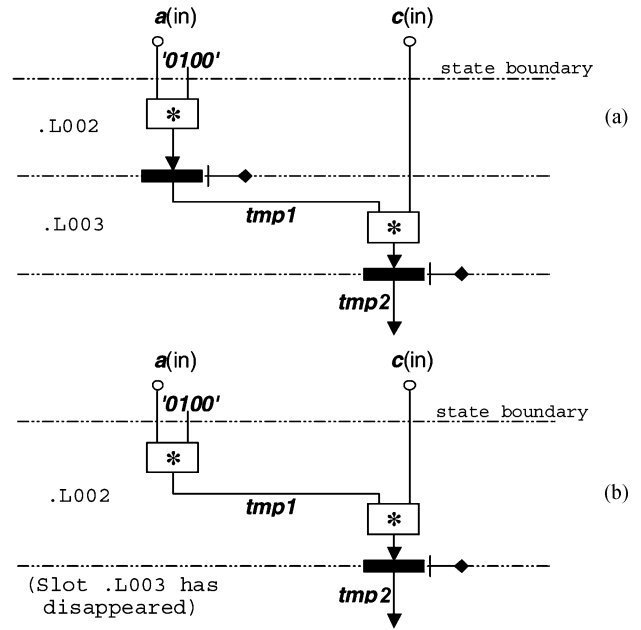 a(in) c(in)
'0100'
state boundary
*
.L002
(a)
tmp1
.L003
*
tmp2
a(in) c(in)
'0100'
state boundary
*
.L002
(b)
tmp1
*
(Slot .L003 has
disappeared)
tmp2